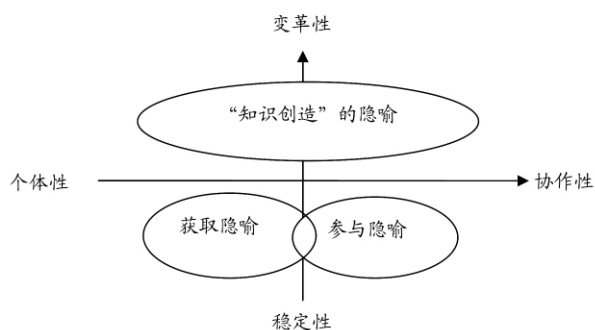 变革性
“知识创造”的隐喻
个体性
协作性
获取隐喻
参与隐喻
稳定性